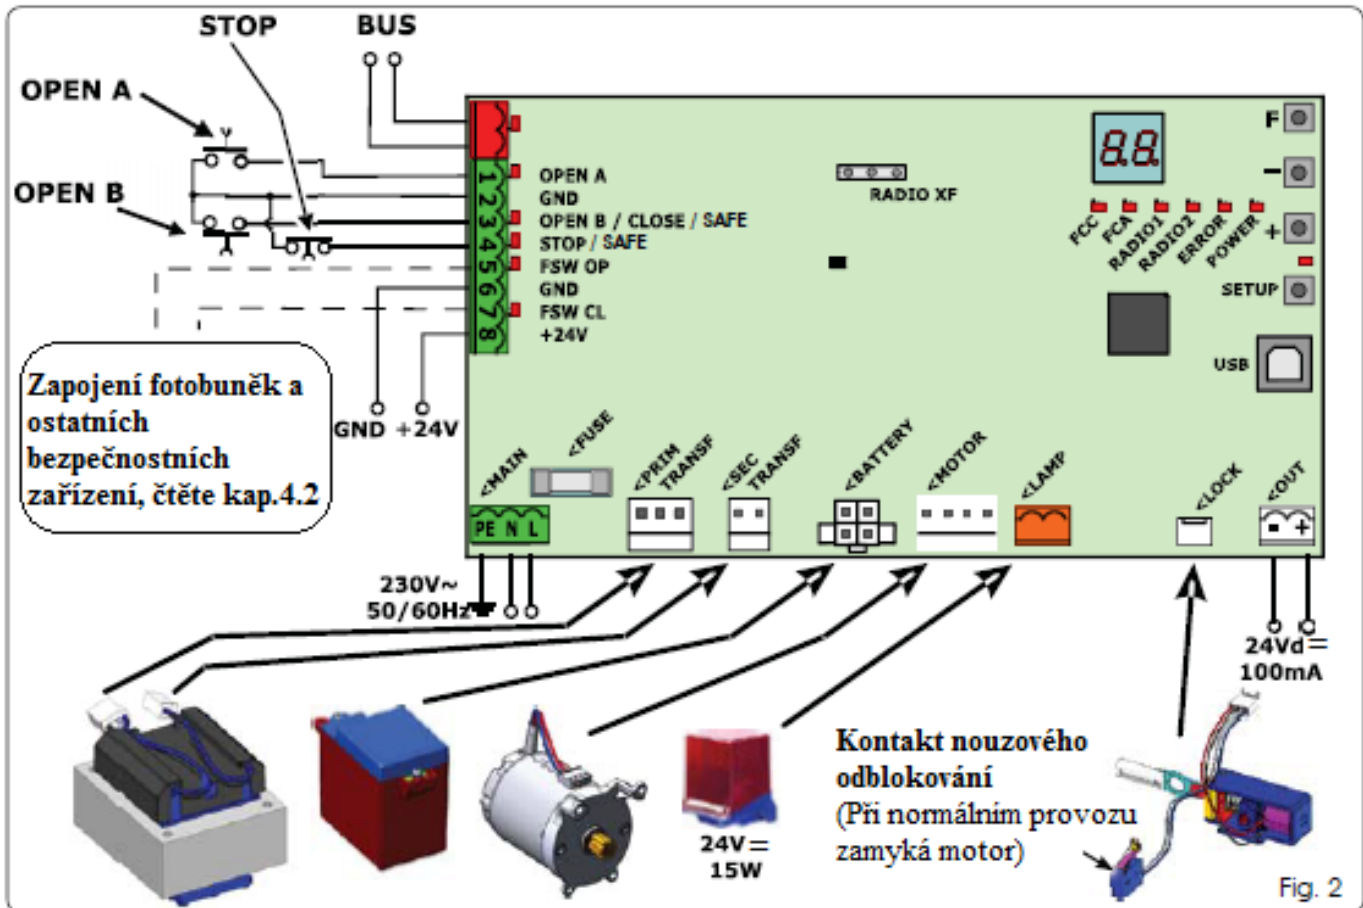 STOP
BUS
OPEN A
OPEN B
1 OPEN A
2 GND
3 OPEN B / CLOSE / SAFE
4 STOP / SAFE
5 FSW OP
6 GND
7 FSW CL
8 +24V
RADIO XF
88
F
-
+
SETUP
USB
FCC
FCA
RADIO1
RADIO2
ERROR
POWER
Zapojení fotobuněk a
ostatních
bezpečnostních
zařízení, čtěte kap.4.2
GND +24V
<MAIN
<FUSE
<PRIM
TRANSF
<SEC
TRANSF
<BATTERY
<MOTOR
<LAMP
<LOCK
<OUT
PE N L
- +
230V~
50/60Hz
24Vd=
100mA
24V=
15W
Kontakt nouzového
odblokování
(Při normálním provozu
zamyká motor)
Fig. 2